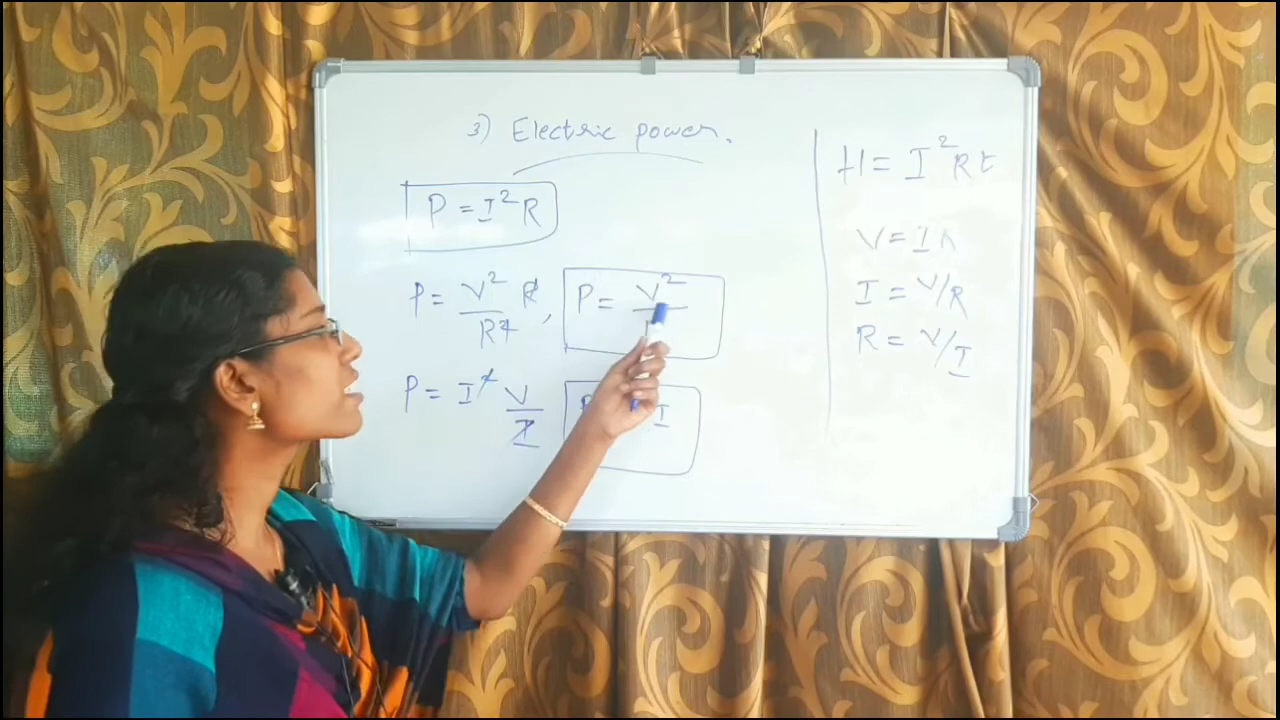 3) Electric power.
P = I²R
P = V²/R² R, P = V²
P = I² V/I I
H = I²Rt
V = IR
I = V/R
R = V/I